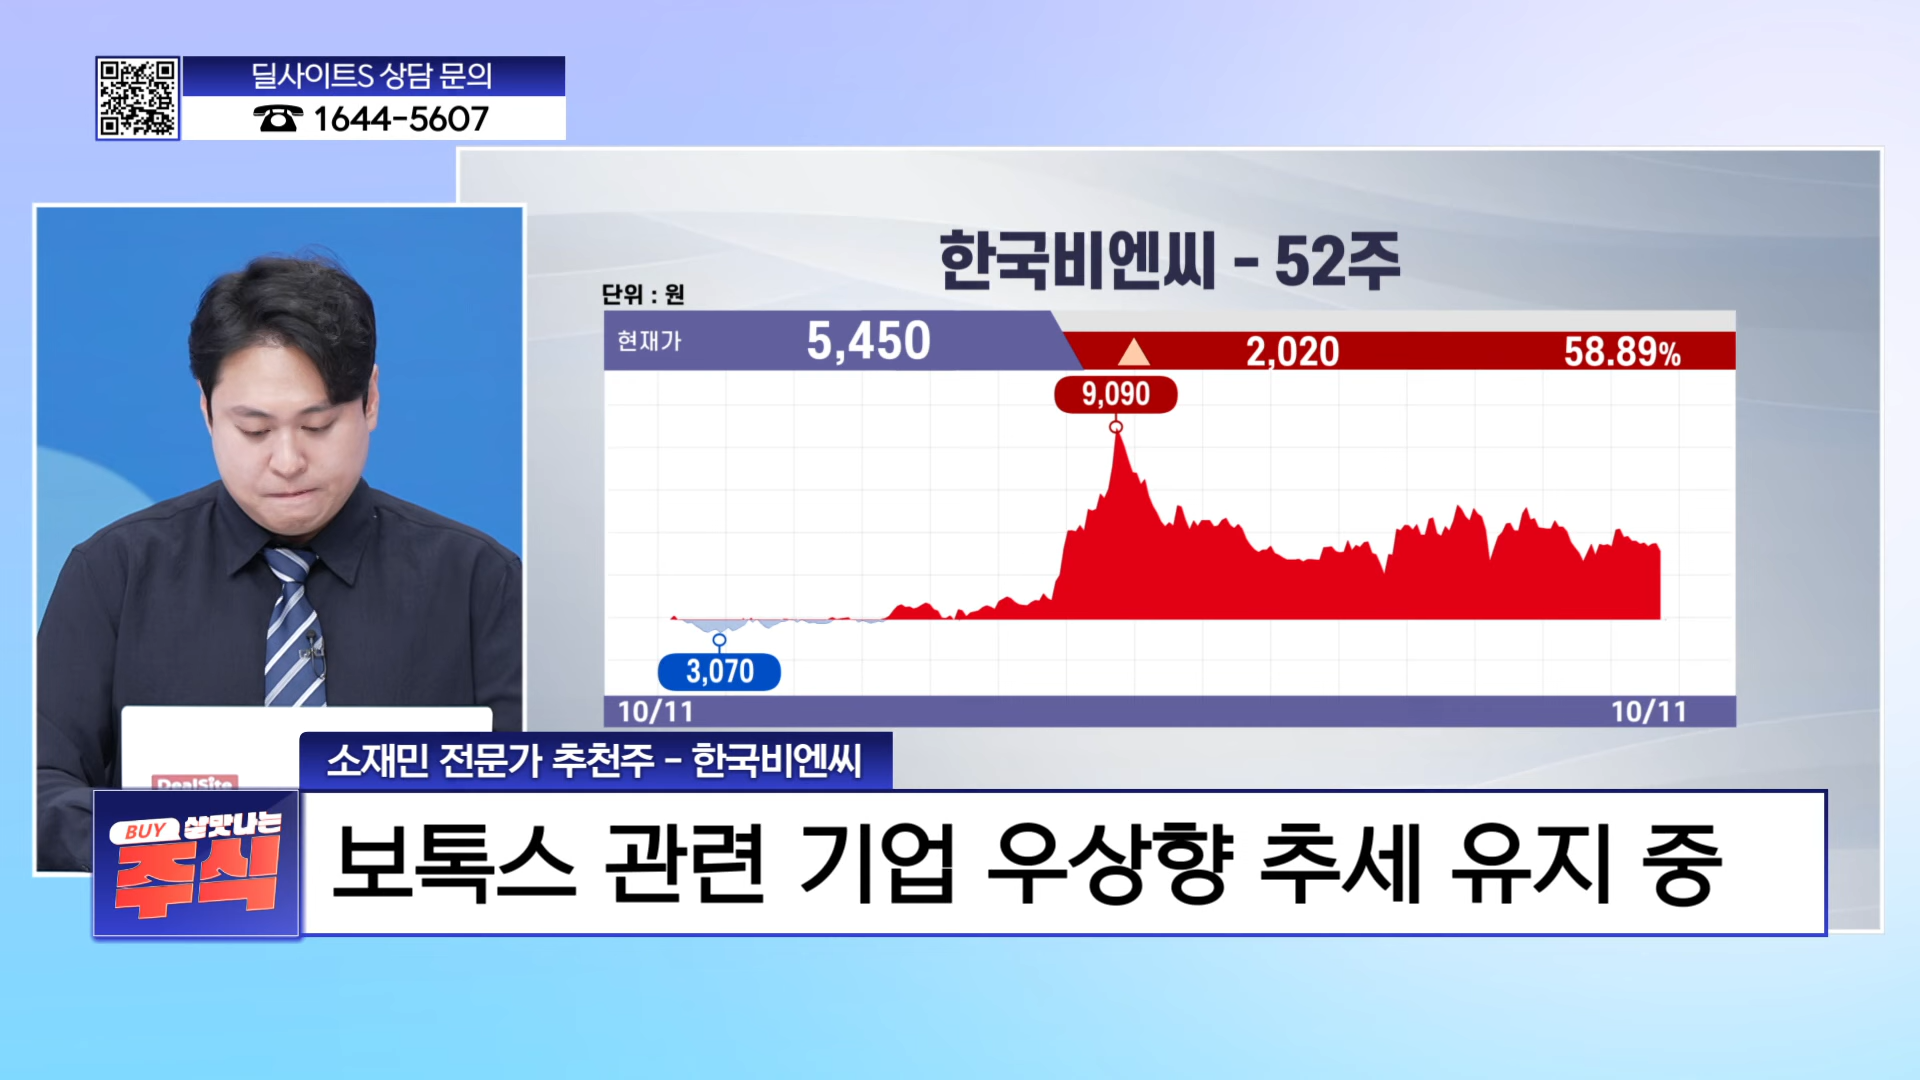 딜사이트S 상담 문의
☎ 1644-5607
한국비엔씨 - 52주
단위 : 원
현재가 5,450 ▲ 2,020 58.89%
9,090
3,070
10/11 10/11
소재민 전문가 추천주 - 한국비엔씨
DealSite
BUY 살맛나는
주식
보톡스 관련 기업 우상향 추세 유지 중